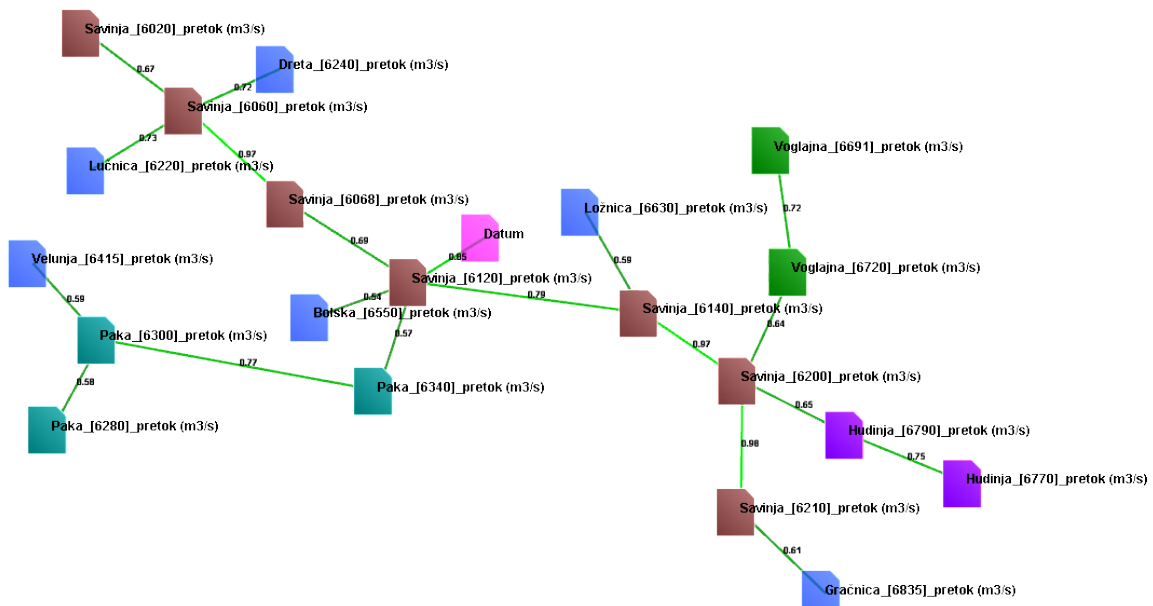 Savinja_[6020]_pretok (m3/s)
0.67
Dreta_[6240]_pretok (m3/s)
0.72
Savinja_[6060]_pretok (m3/s)
0.73
Lučnica_[6220]_pretok (m3/s)
0.97
Voglajna_[6691]_pretok (m3/s)
Savinja_[6068]_pretok (m3/s)
Ložnica_[6630]_pretok (m3/s)
0.72
Datum
0.69
Velunja_[6415]_pretok (m3/s)
0.59
Voglajna_[6720]_pretok (m3/s)
Savinja_[6120]_pretok (m3/s)
0.54
0.79
0.59
Bolska_[6550]_pretok (m3/s)
Savinja_[6140]_pretok (m3/s)
0.64
Paka_[6300]_pretok (m3/s)
0.57
0.97
0.77
Savinja_[6200]_pretok (m3/s)
0.58
Paka_[6340]_pretok (m3/s)
0.65
Paka_[6280]_pretok (m3/s)
Hudinja_[6790]_pretok (m3/s)
0.98
0.75
Hudinja_[6770]_pretok (m3/s)
Savinja_[6210]_pretok (m3/s)
0.61
Gračnica_[6835]_pretok (m3/s)